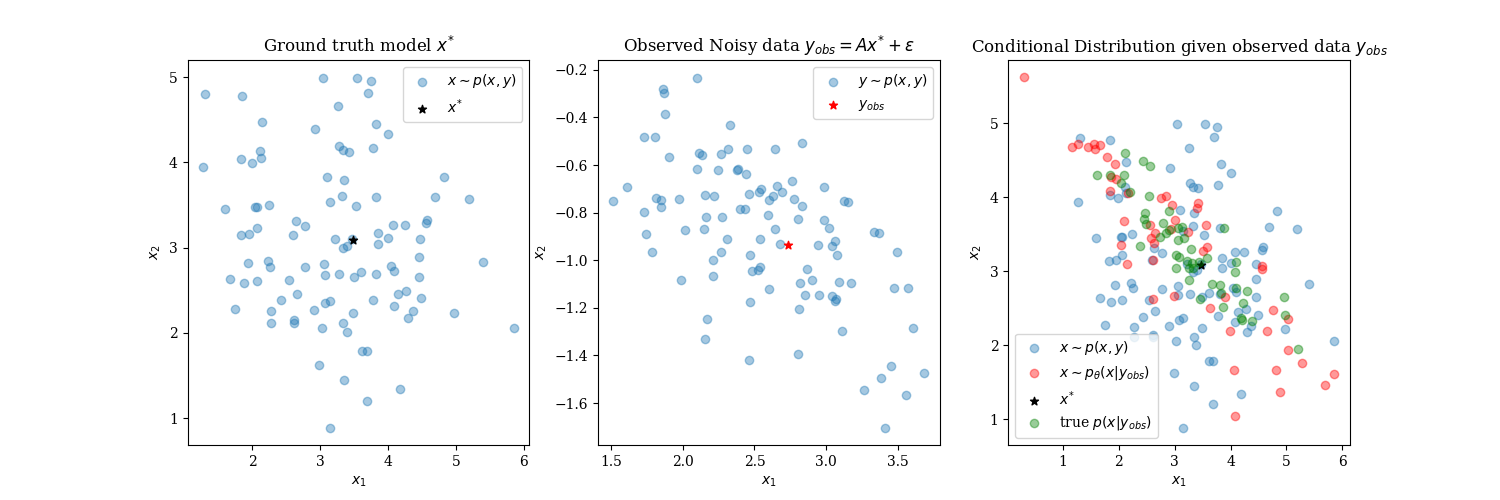 Ground truth model x*
x ~ p(x, y)
x*
5
4
3
2
1
x₂
2
3
4
5
6
x₁
Observed Noisy data y_obs = Ax* + ε
y ~ p(x, y)
y_obs
−0.2
−0.4
−0.6
−0.8
−1.0
−1.2
−1.4
−1.6
x₂
1.5
2.0
2.5
3.0
3.5
x₁
Conditional Distribution given observed data y_obs
5
4
3
2
1
x₂
x ~ p(x, y)
x ~ p_θ(x|y_obs)
x*
true p(x|y_obs)
1
2
3
4
5
6
x₁